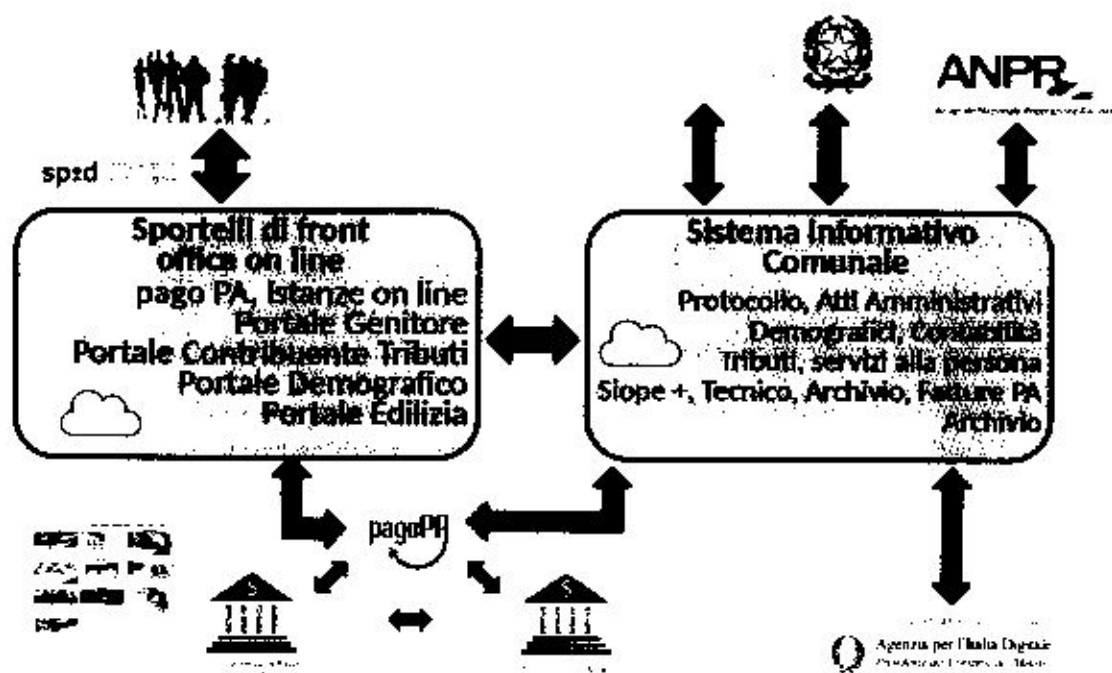 ANPR
spid
Sportelli di front
office on line
pago PA, Istanze on line
Portale Genitore
Portale Contribuente Tributi
Portale Demografico
Portale Edilizia
Sistema Informativo
Comunale
Protocollo, Atti Amministrativi
Demografici, Contabilità
Tributi, servizi alla persona
Siope +, Tecnico, Archivio, Fatture PA
Archivio
pagoPA
S
S
Agenzia per l'Italia Digitale